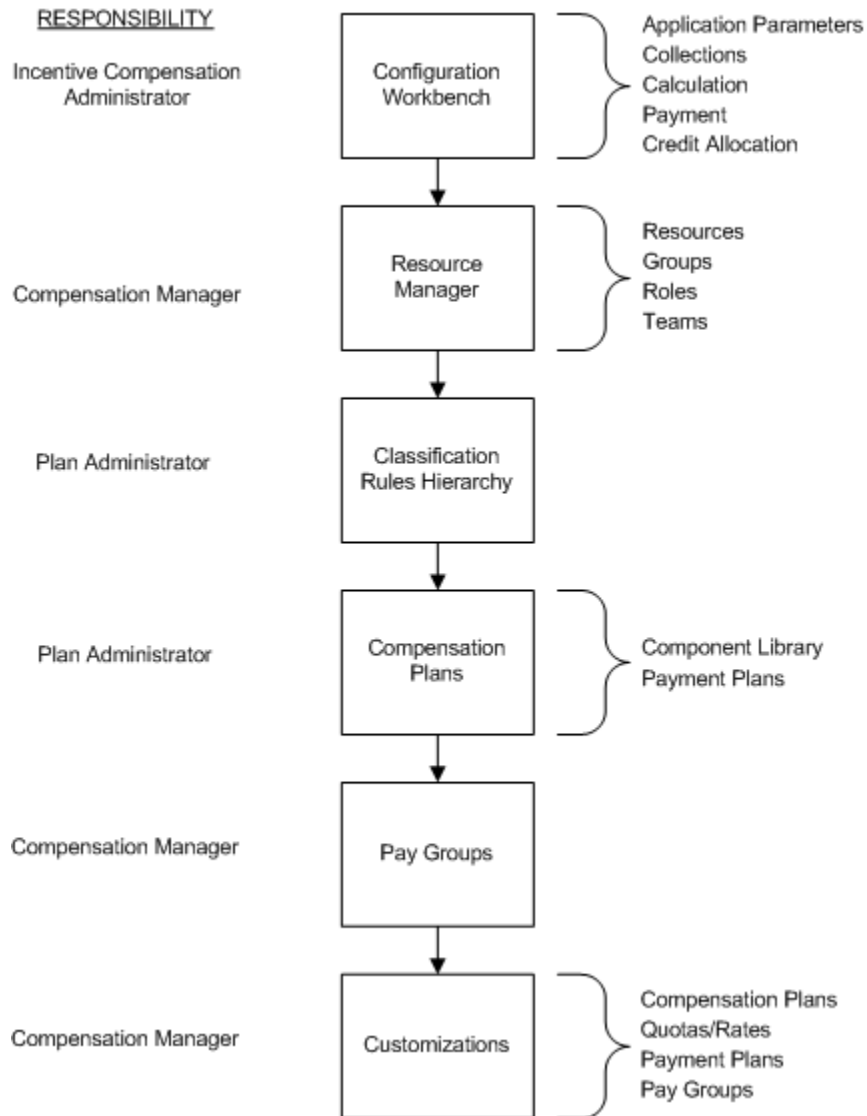 RESPONSIBILITY
Incentive Compensation
Administrator
Configuration
Workbench
Application Parameters
Collections
Calculation
Payment
Credit Allocation
Compensation Manager
Resource
Manager
Resources
Groups
Roles
Teams
Plan Administrator
Classification
Rules Hierarchy
Plan Administrator
Compensation
Plans
Component Library
Payment Plans
Compensation Manager
Pay Groups
Compensation Manager
Customizations
Compensation Plans
Quotas/Rates
Payment Plans
Pay Groups